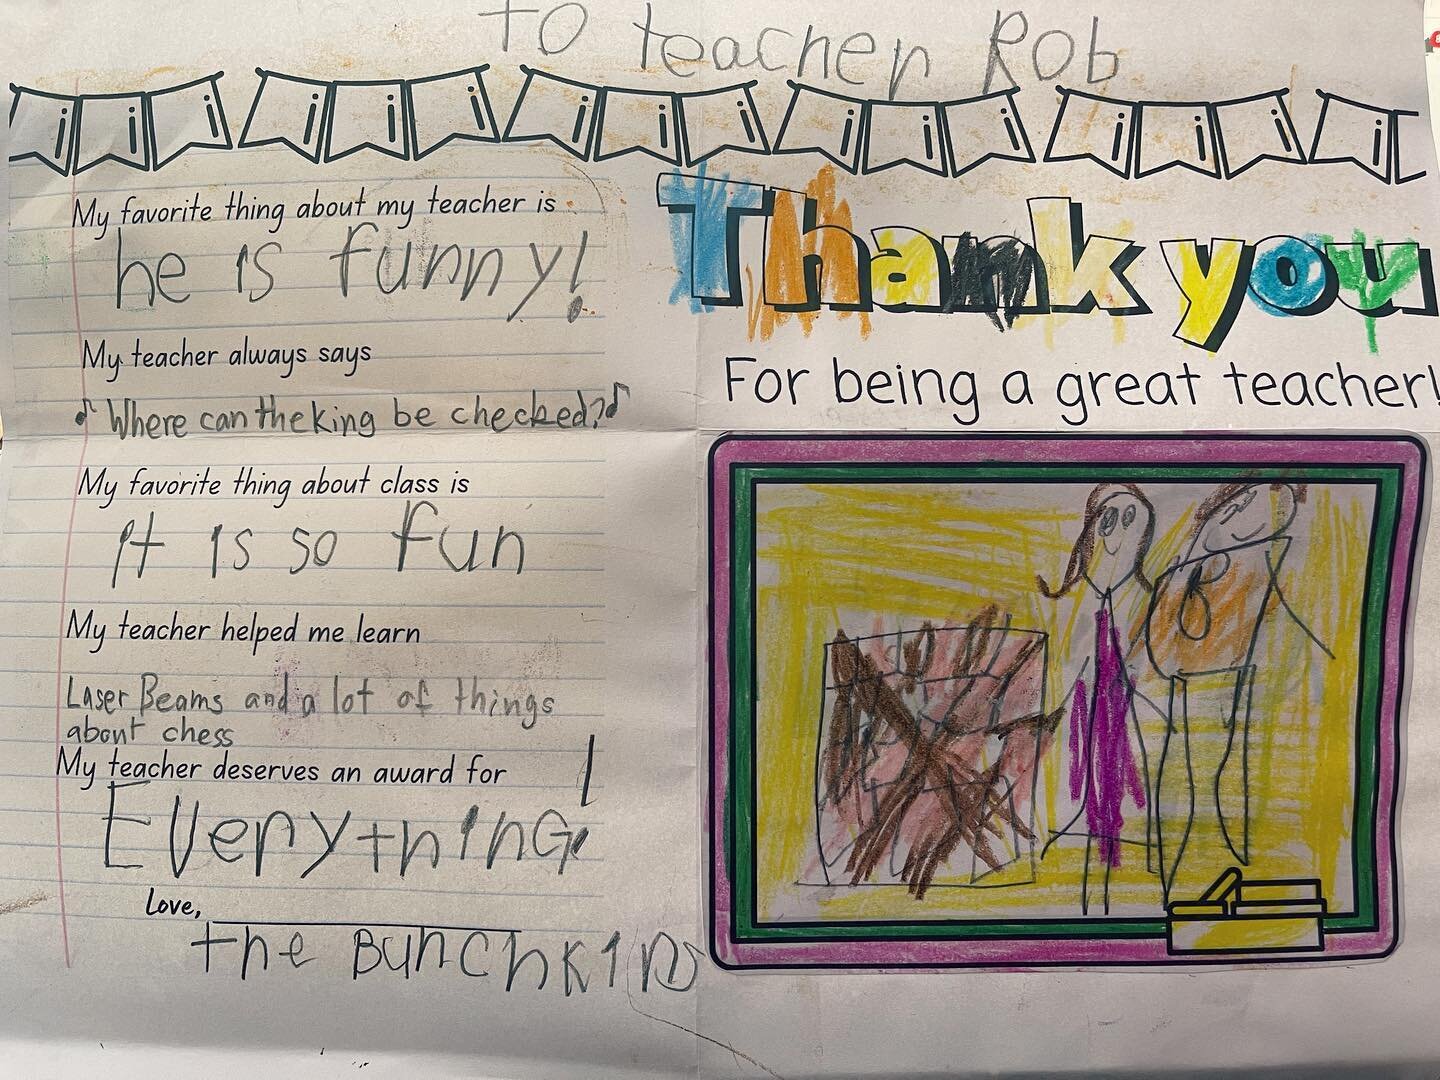 To teacher Rob
My favorite thing about my teacher is
he is funny!
My teacher always says
♪ Where can the king be checked? ♪
My favorite thing about class is
it is so fun
My teacher helped me learn
Laser Beams and a lot of things
about chess
My teacher deserves an award for
EVerything!
Love,
the Bunchkins
Thank you
For being a great teacher!